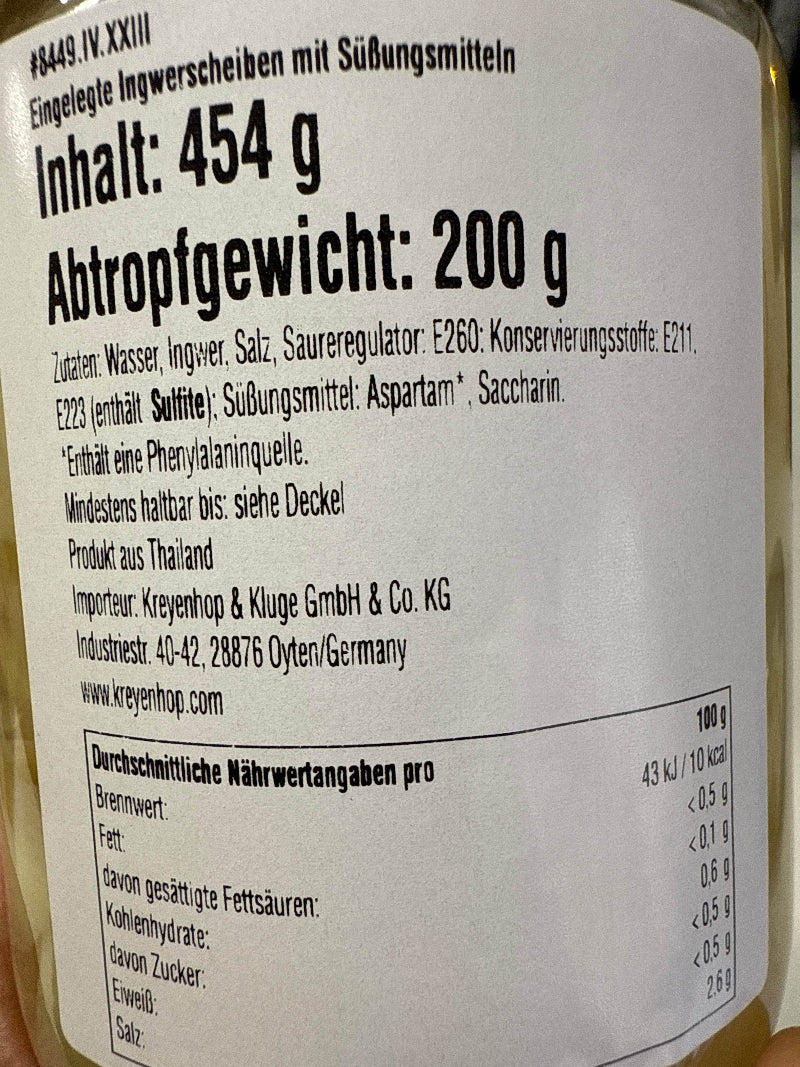 #8449.IV.XXIII
Eingelegte Ingwerscheiben mit Süßungsmitteln
Inhalt: 454 g
Abtropfgewicht: 200 g
Zutaten: Wasser, Ingwer, Salz, Säureregulator: E260: Konservierungsstoffe: E211,
E223 (enthält Sulfite); Süßungsmittel: Aspartam*, Saccharin.
*Enthält eine Phenylalaninquelle.
Mindestens haltbar bis: siehe Deckel
Produkt aus Thailand
Importeur: Kreyenhop & Kluge GmbH & Co. KG
Industriestr. 40-42, 28876 Oyten/Germany
www.kreyenhop.com
Durchschnittliche Nährwertangaben pro 100 g
Brennwert: 43 kJ / 10 kcal
Fett: <0,5 g
davon gesättigte Fettsäuren: <0,1 g
Kohlenhydrate: 0,6 g
davon Zucker: <0,5 g
Eiweiß: <0,5 g
Salz: 2,6 g